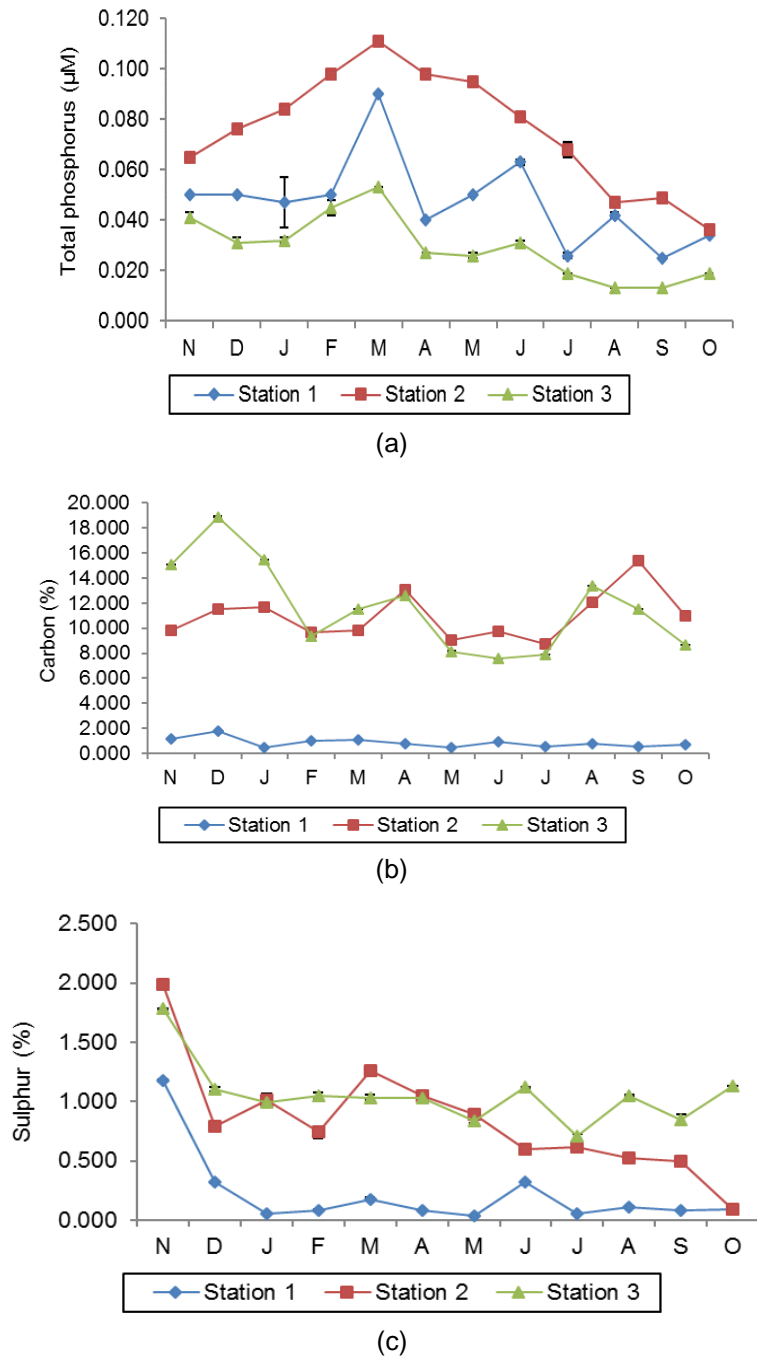 Total phosphorus (µM)
0.120
0.100
0.080
0.060
0.040
0.020
0.000
N D J F M A M J J A S O
Station 1 Station 2 Station 3
(a)
Carbon (%)
20.000
18.000
16.000
14.000
12.000
10.000
8.000
6.000
4.000
2.000
0.000
N D J F M A M J J A S O
Station 1 Station 2 Station 3
(b)
Sulphur (%)
2.500
2.000
1.500
1.000
0.500
0.000
N D J F M A M J J A S O
Station 1 Station 2 Station 3
(c)